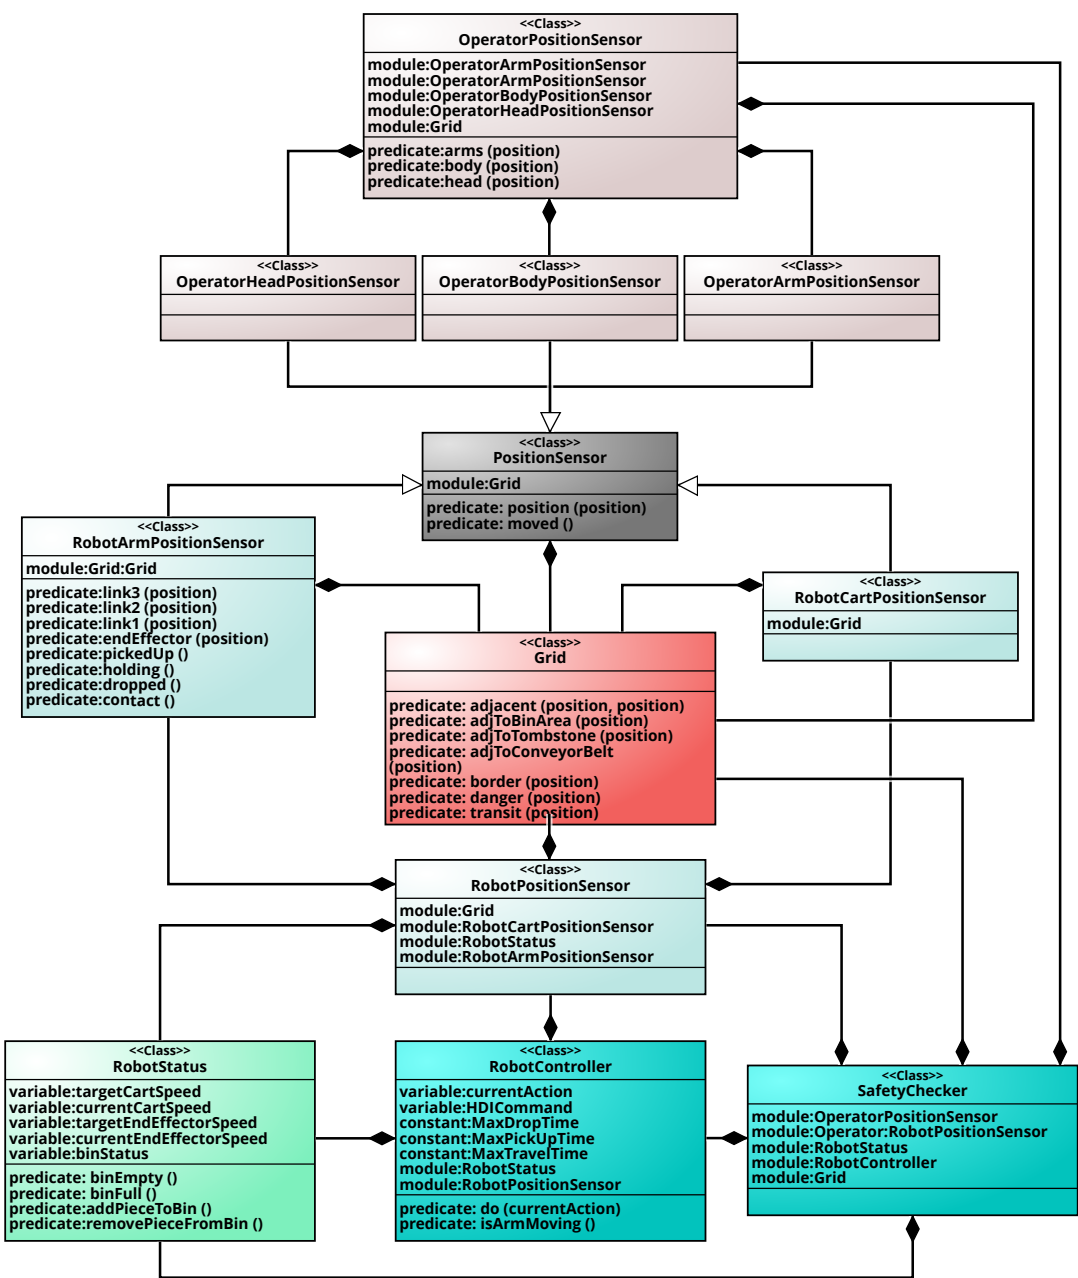 <<Class>>
OperatorPositionSensor
module:OperatorArmPositionSensor
module:OperatorArmPositionSensor
module:OperatorBodyPositionSensor
module:OperatorHeadPositionSensor
module:Grid
predicate:arms (position)
predicate:body (position)
predicate:head (position)
<<Class>>
OperatorHeadPositionSensor
<<Class>>
OperatorBodyPositionSensor
<<Class>>
OperatorArmPositionSensor
<<Class>>
PositionSensor
module:Grid
predicate: position (position)
predicate: moved ()
<<Class>>
RobotArmPositionSensor
module:Grid:Grid
predicate:link3 (position)
predicate:link2 (position)
predicate:link1 (position)
predicate:endEffector (position)
predicate:pickedUp ()
predicate:holding ()
predicate:dropped ()
predicate:contact ()
<<Class>>
RobotCartPositionSensor
module:Grid
<<Class>>
Grid
predicate: adjacent (position, position)
predicate: adjToBinArea (position)
predicate: adjToTombstone (position)
predicate: adjToConveyorBelt
(position)
predicate: border (position)
predicate: danger (position)
predicate: transit (position)
<<Class>>
RobotPositionSensor
module:Grid
module:RobotCartPositionSensor
module:RobotStatus
module:RobotArmPositionSensor
<<Class>>
RobotStatus
variable:targetCartSpeed
variable:currentCartSpeed
variable:targetEndEffectorSpeed
variable:currentEndEffectorSpeed
variable:binStatus
predicate: binEmpty ()
predicate: binFull ()
predicate:addPieceToBin ()
predicate:removePieceFromBin ()
<<Class>>
RobotController
variable:currentAction
variable:HDICommand
constant:MaxDropTime
constant:MaxPickUpTime
constant:MaxTravelTime
module:RobotStatus
module:RobotPositionSensor
predicate: do (currentAction)
predicate: isArmMoving ()
<<Class>>
SafetyChecker
module:OperatorPositionSensor
module:Operator:RobotPositionSensor
module:RobotStatus
module:RobotController
module:Grid